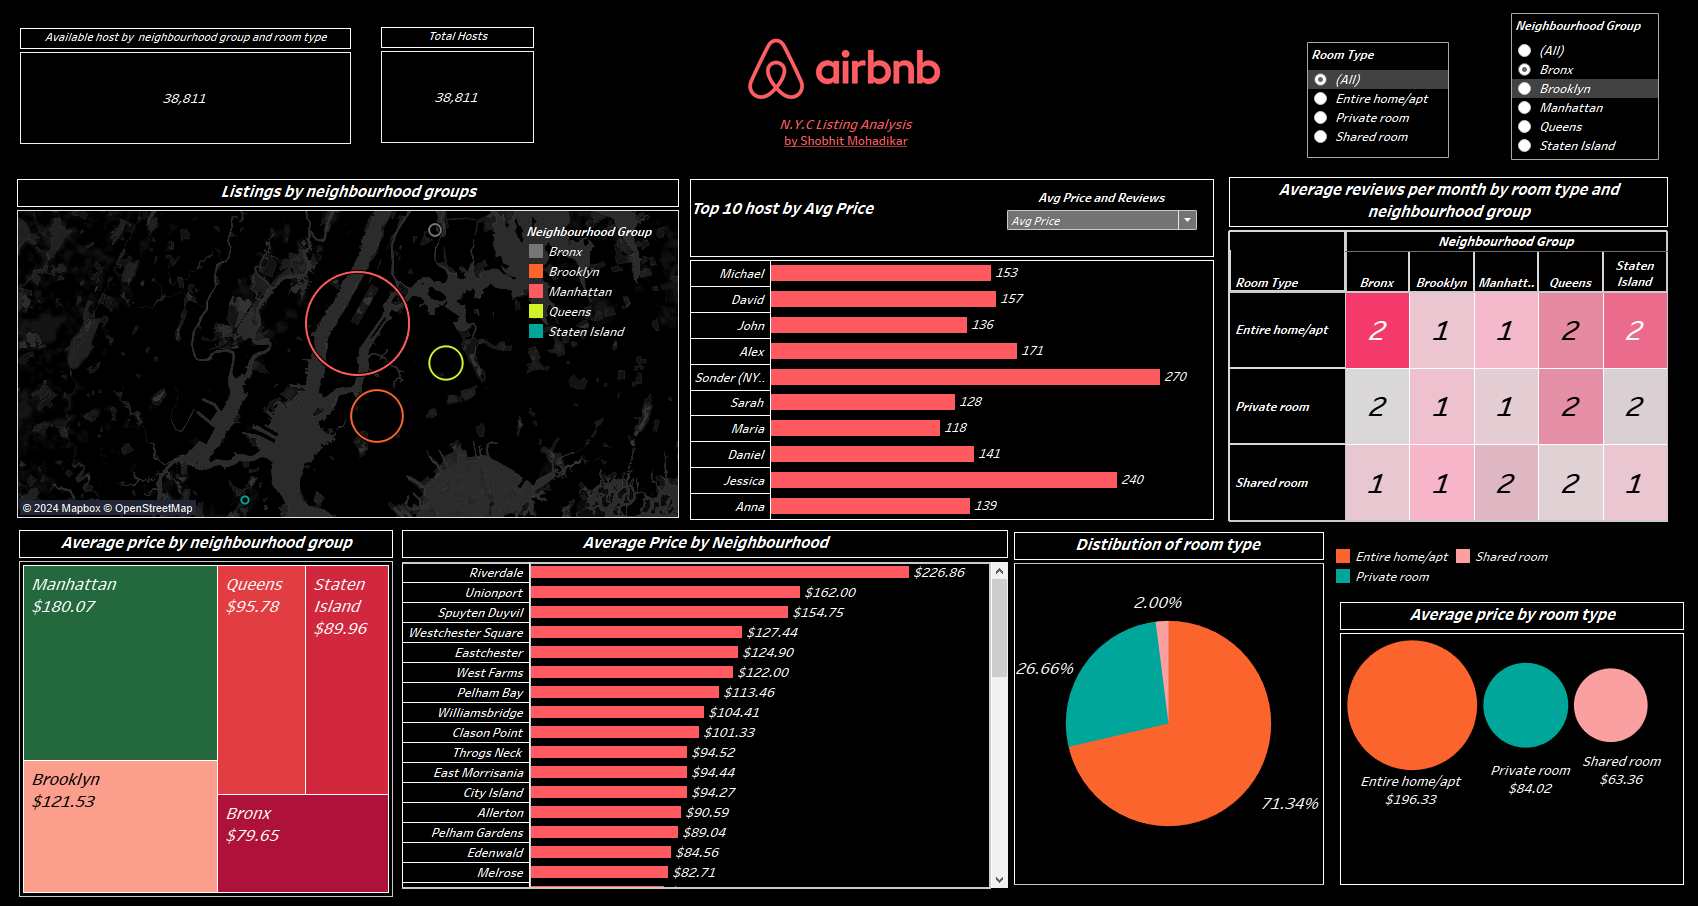 Available host by  neighbourhood group and room type
38,811
Total Hosts
38,811
airbnb
N.Y.C Listing Analysis
by Shobhit Mohadikar
Room Type
(All)
Entire home/apt
Private room
Shared room
Neighbourhood Group
(All)
Bronx
Brooklyn
Manhattan
Queens
Staten Island
Listings by neighbourhood groups
Neighbourhood Group
Bronx
Brooklyn
Manhattan
Queens
Staten Island
© 2024 Mapbox © OpenStreetMap
Top 10 host by Avg Price
Avg Price and Reviews
Avg Price
Michael 153
David 157
John 136
Alex 171
Sonder (NY.. 270
Sarah 128
Maria 118
Daniel 141
Jessica 240
Anna 139
Average reviews per month by room type and
neighbourhood group
Neighbourhood Group
Room Type Bronx Brooklyn Manhatt.. Queens Staten
Island
Entire home/apt 2 1 1 2 2
Private room 2 1 1 2 2
Shared room 1 1 2 2 1
Average price by neighbourhood group
Manhattan
$180.07
Queens
$95.78
Staten
Island
$89.96
Brooklyn
$121.53
Bronx
$79.65
Average Price by Neighbourhood
Riverdale $226.86
Unionport $162.00
Spuyten Duyvil $154.75
Westchester Square $127.44
Eastchester $124.90
West Farms $122.00
Pelham Bay $113.46
Williamsbridge $104.41
Clason Point $101.33
Throgs Neck $94.52
East Morrisania $94.44
City Island $94.27
Allerton $90.59
Pelham Gardens $89.04
Edenwald $84.56
Melrose $82.71
Distibution of room type
2.00%
26.66%
71.34%
Entire home/apt Shared room
Private room
Average price by room type
Entire home/apt
$196.33
Private room
$84.02
Shared room
$63.36